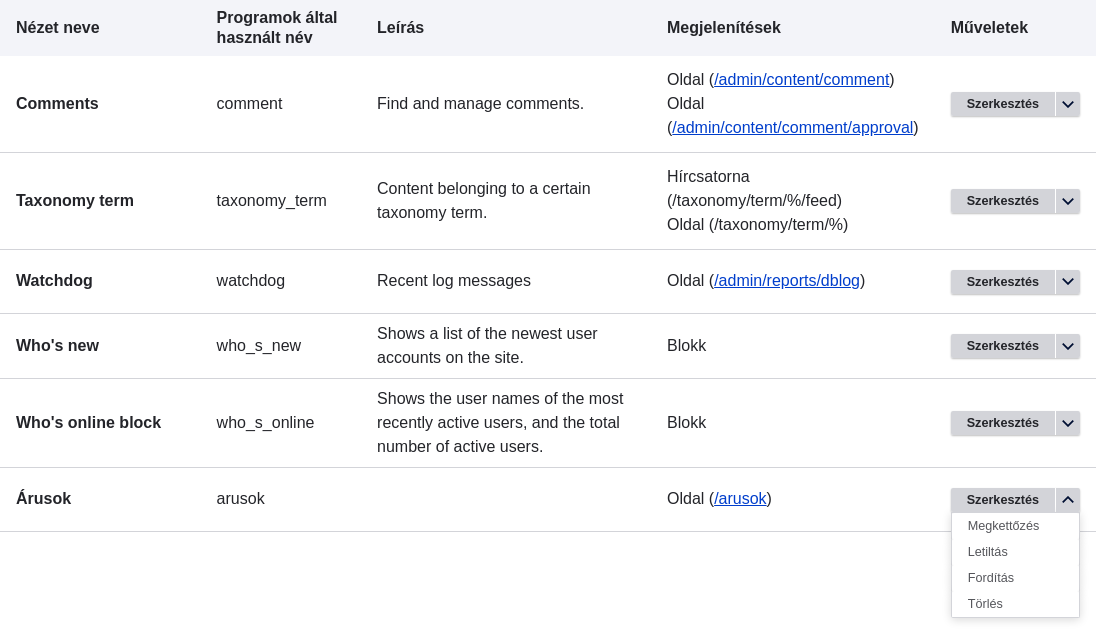 Nézet neve
Programok által
használt név
Leírás
Megjelenítések
Műveletek
Comments
comment
Find and manage comments.
Oldal (/admin/content/comment)
Oldal
(/admin/content/comment/approval)
Szerkesztés
Taxonomy term
taxonomy_term
Content belonging to a certain
taxonomy term.
Hírcsatorna
(/taxonomy/term/%/feed)
Oldal (/taxonomy/term/%)
Szerkesztés
Watchdog
watchdog
Recent log messages
Oldal (/admin/reports/dblog)
Szerkesztés
Who's new
who_s_new
Shows a list of the newest user
accounts on the site.
Blokk
Szerkesztés
Who's online block
who_s_online
Shows the user names of the most
recently active users, and the total
number of active users.
Blokk
Szerkesztés
Árusok
arusok
Oldal (/arusok)
Szerkesztés
Megkettőzés
Letiltás
Fordítás
Törlés